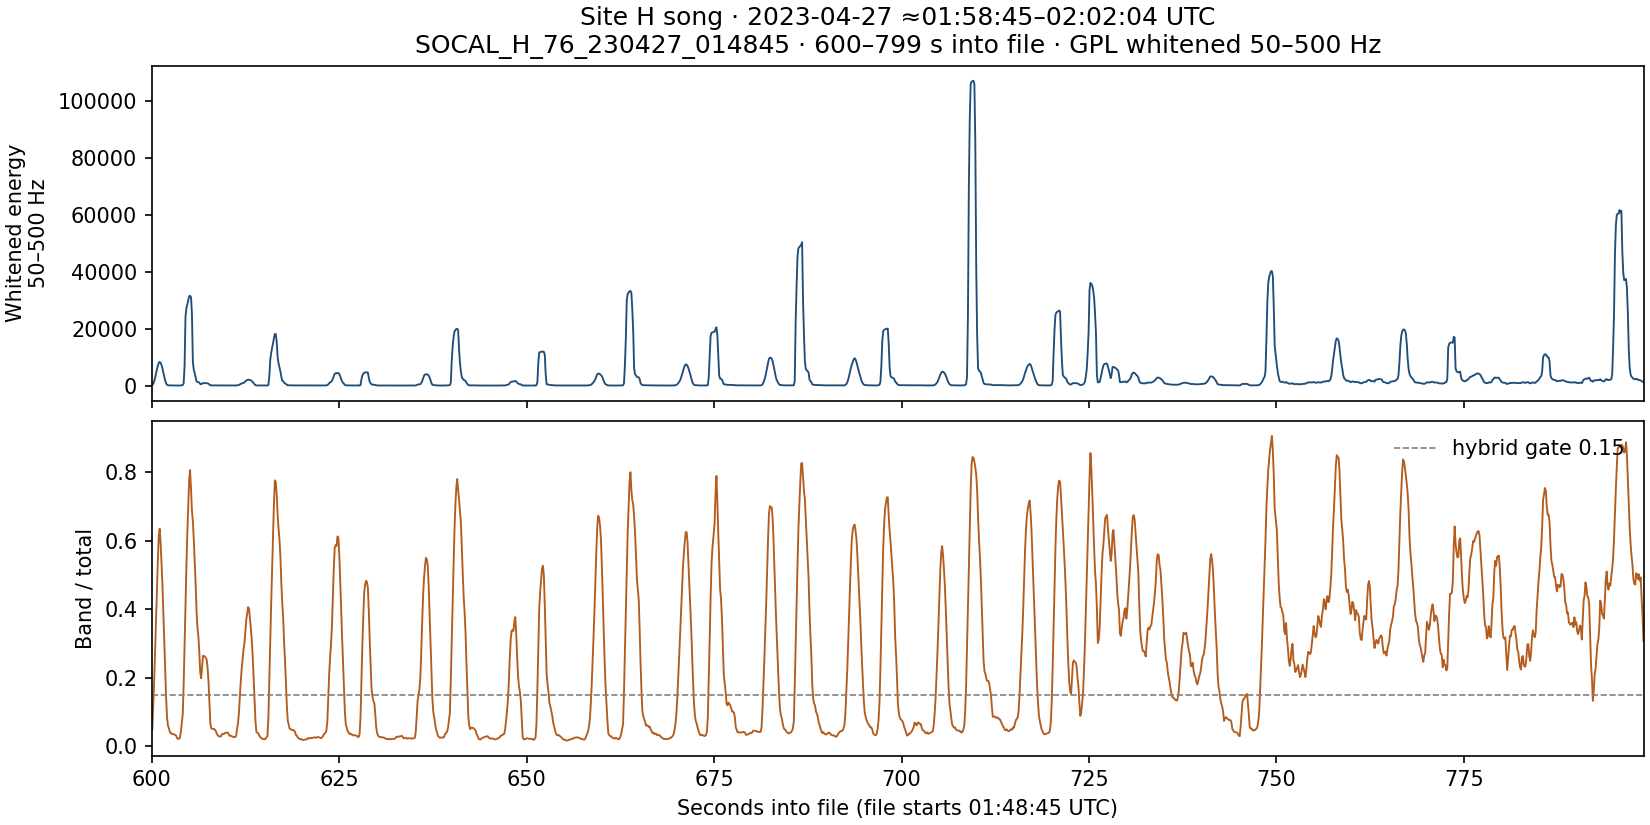 Site H song · 2023-04-27 ≈01:58:45–02:02:04 UTC
SOCAL_H_76_230427_014845 · 600–799 s into file · GPL whitened 50–500 Hz
Whitened energy
50–500 Hz
100000
80000
60000
40000
20000
0
Band / total
0.8
0.6
0.4
0.2
0.0
hybrid gate 0.15
600
625
650
675
700
725
750
775
Seconds into file (file starts 01:48:45 UTC)